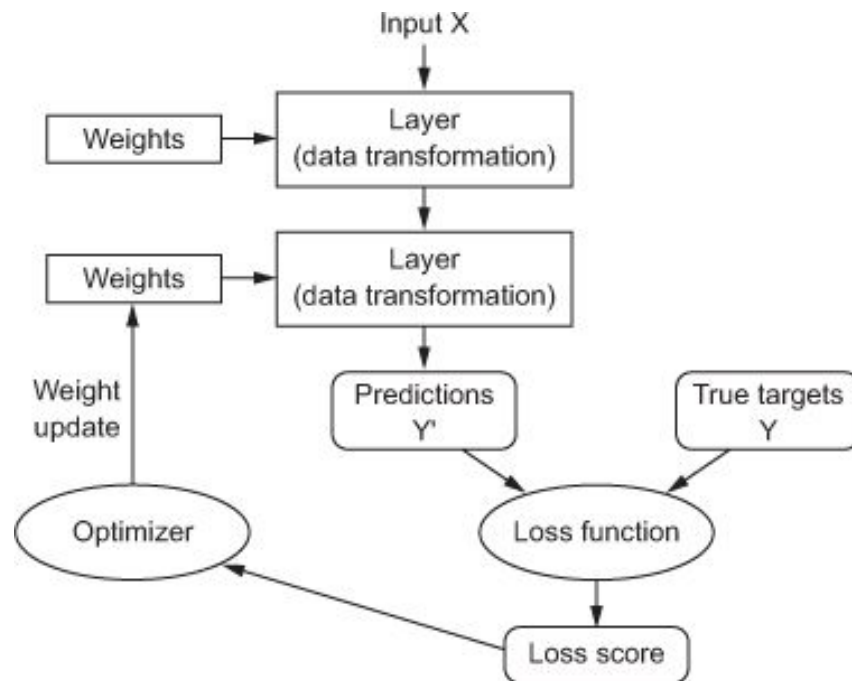 Input X
Weights
Layer
(data transformation)
Weights
Layer
(data transformation)
Weight
update
Predictions
Y'
True targets
Y
Optimizer
Loss function
Loss score